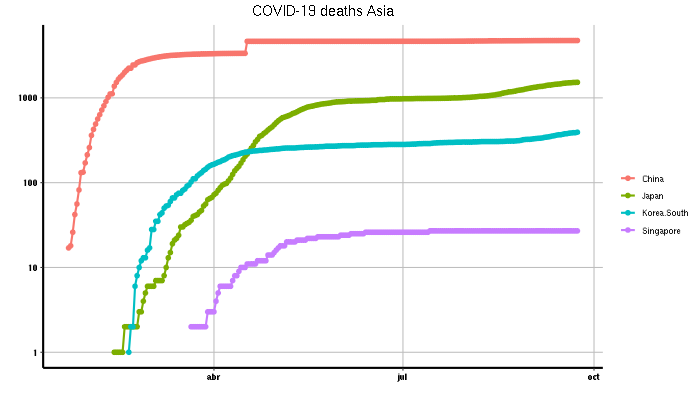 COVID-19 deaths Asia
1000
100
10
1
abr
jul
oct
China
Japan
Korea.South
Singapore